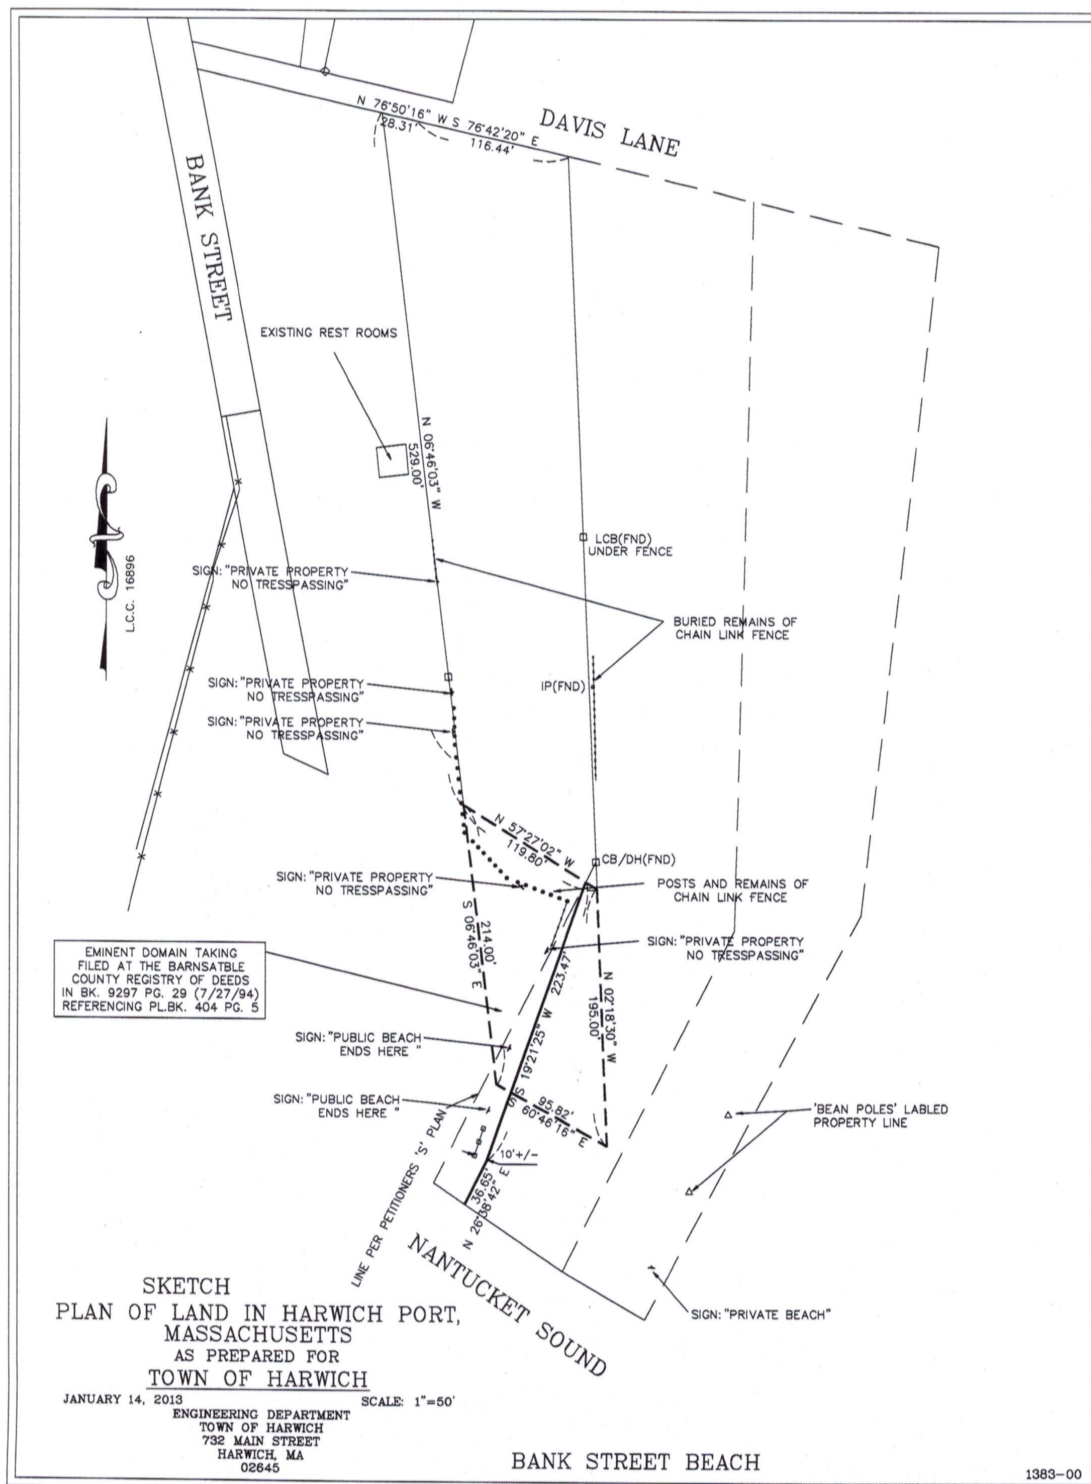 N 76°50'16" W S 76°42'20" E
28.31'
116.44'
DAVIS LANE
BANK STREET
EXISTING REST ROOMS
N 06°46'03" W
529.00'
L.C.C. 16896
LCB(FND)
UNDER FENCE
SIGN: "PRIVATE PROPERTY
NO TRESSPASSING"
BURIED REMAINS OF
CHAIN LINK FENCE
SIGN: "PRIVATE PROPERTY
NO TRESSPASSING"
IP(FND)
SIGN: "PRIVATE PROPERTY
NO TRESSPASSING"
N 57°27'02" W
119.80'
CB/DH(FND)
SIGN: "PRIVATE PROPERTY
NO TRESSPASSING"
POSTS AND REMAINS OF
CHAIN LINK FENCE
214.00'
S 06°46'03" E
SIGN: "PRIVATE PROPERTY
NO TRESSPASSING"
EMINENT DOMAIN TAKING
FILED AT THE BARNSATBLE
COUNTY REGISTRY OF DEEDS
IN BK. 9297 PG. 29 (7/27/94)
REFERENCING PL.BK. 404 PG. 5
S 19°21'25" W 223.47'
N 02°18'30" W
195.00'
SIGN: "PUBLIC BEACH
ENDS HERE "
SIGN: "PUBLIC BEACH
ENDS HERE "
95.82'
S 60°46'16" E
'BEAN POLES' LABLED
PROPERTY LINE
10'+/-
36.65'
N 26°38'42" E
LINE PER PETITIONERS 'S' PLAN
NANTUCKET SOUND
SIGN: "PRIVATE BEACH"
SKETCH
PLAN OF LAND IN HARWICH PORT,
MASSACHUSETTS
AS PREPARED FOR
TOWN OF HARWICH
JANUARY 14, 2013 SCALE: 1"=50'
ENGINEERING DEPARTMENT
TOWN OF HARWICH
732 MAIN STREET
HARWICH, MA
02645
BANK STREET BEACH
1383-00